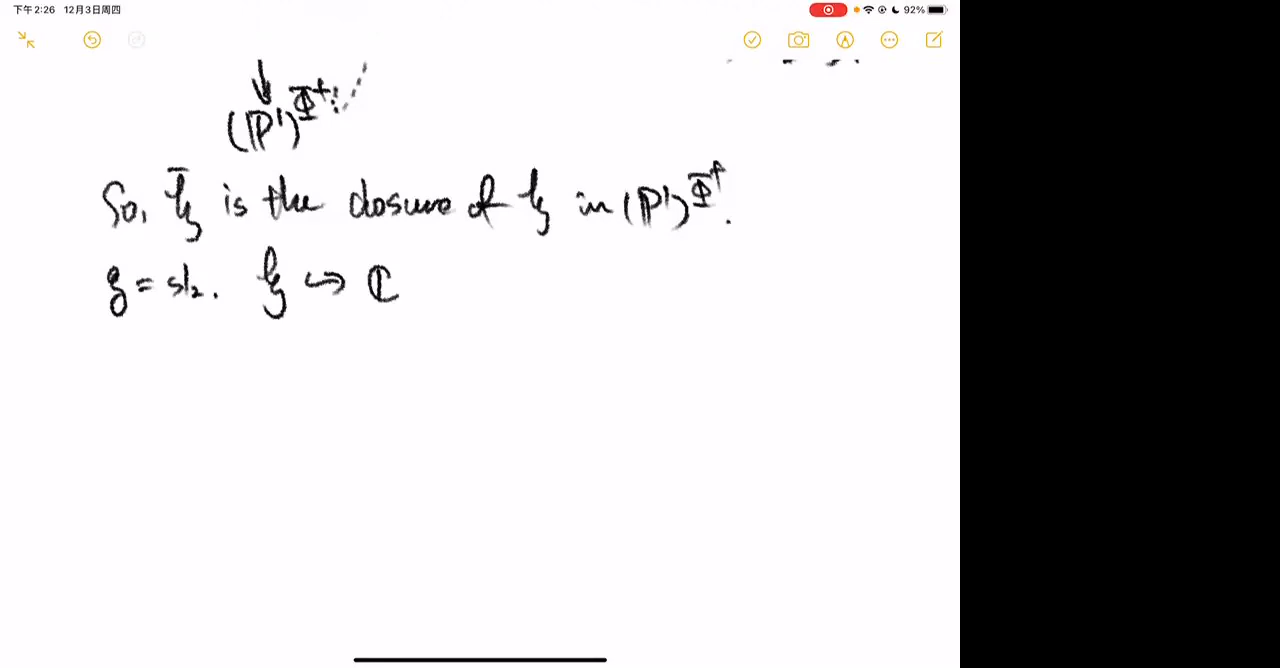 下午2:26 12月3日周四 92%
(ℙ¹)^Φ⁺
So, 𝔥̄ is the closure of 𝔥 in (ℙ¹)^Φ⁺.
𝔤 = sl₂. 𝔥 ↪ ℂ